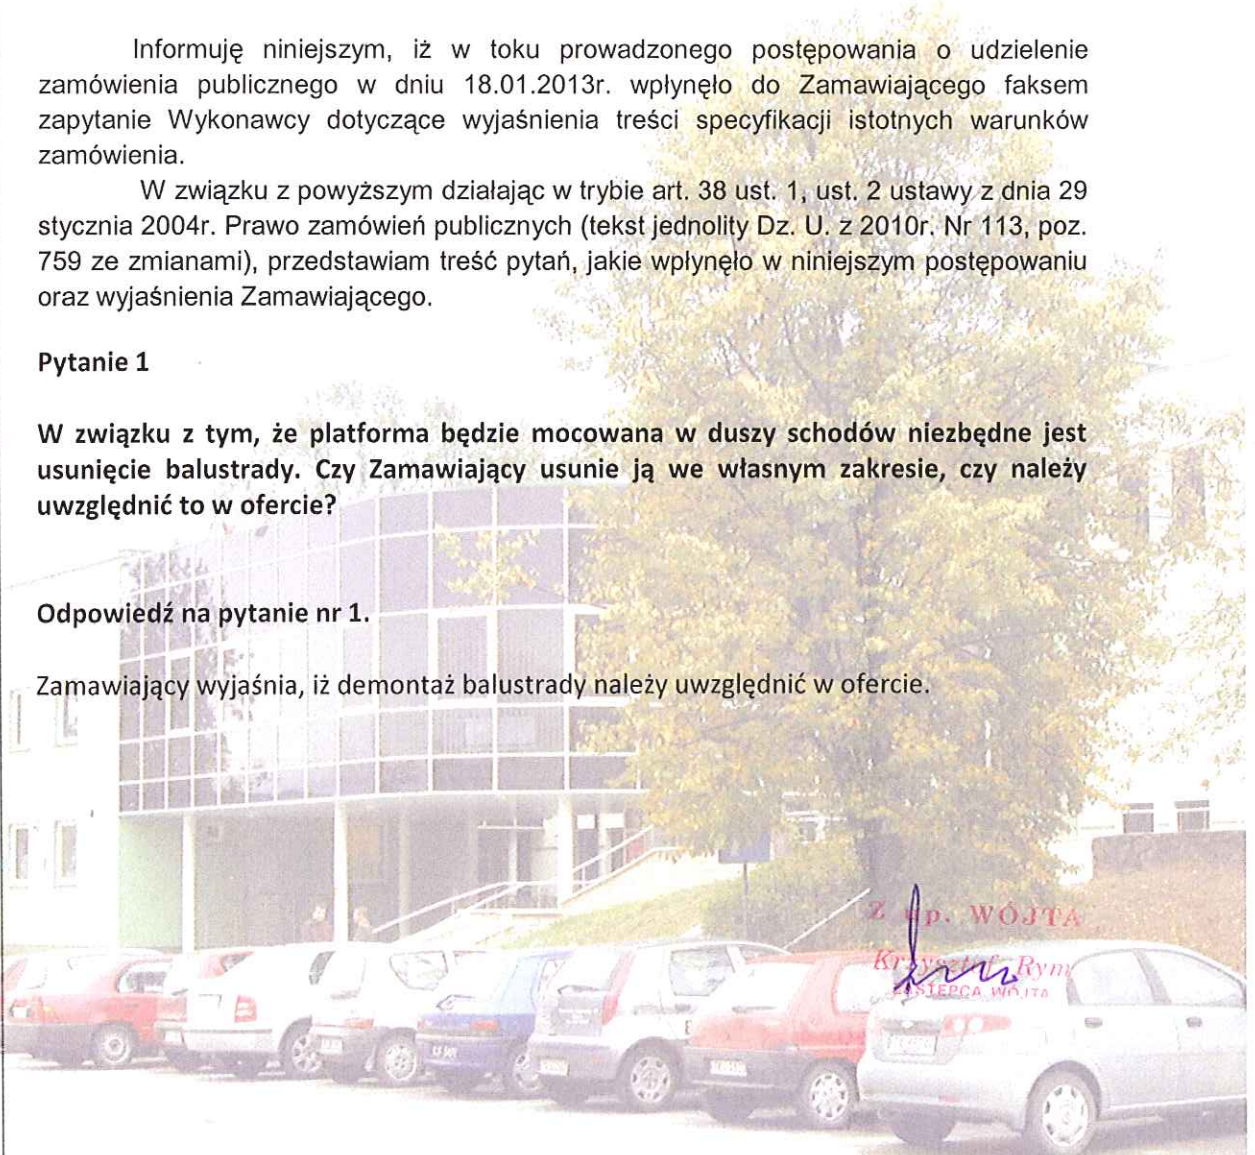 Informuję niniejszym, iż w toku prowadzonego postępowania o udzielenie
zamówienia publicznego w dniu 18.01.2013r. wpłynęło do Zamawiającego faksem
zapytanie Wykonawcy dotyczące wyjaśnienia treści specyfikacji istotnych warunków
zamówienia.
W związku z powyższym działając w trybie art. 38 ust. 1, ust. 2 ustawy z dnia 29
stycznia 2004r. Prawo zamówień publicznych (tekst jednolity Dz. U. z 2010r. Nr 113, poz.
759 ze zmianami), przedstawiam treść pytań, jakie wpłynęło w niniejszym postępowaniu
oraz wyjaśnienia Zamawiającego.
Pytanie 1
W związku z tym, że platforma będzie mocowana w duszy schodów niezbędne jest
usunięcie balustrady. Czy Zamawiający usunie ją we własnym zakresie, czy należy
uwzględnić to w ofercie?
Odpowiedź na pytanie nr 1.
Zamawiający wyjaśnia, iż demontaż balustrady należy uwzględnić w ofercie.
Z up. WÓJTA
Krzysztof Rym
ZASTĘPCA WÓJTA